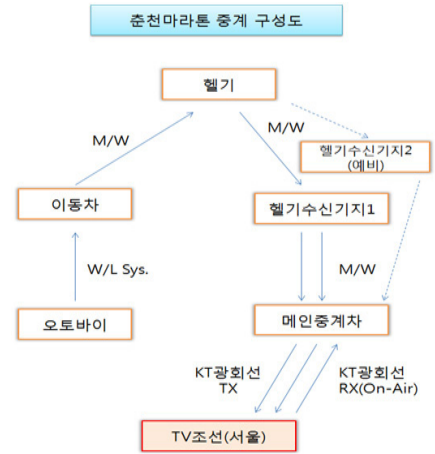 춘천마라톤 중계 구성도
헬기
M/W
M/W
헬기수신기지2
(예비)
이동차
헬기수신기지1
W/L Sys.
M/W
오토바이
메인중계차
KT광회선
TX
KT광회선
RX(On-Air)
TV조선(서울)